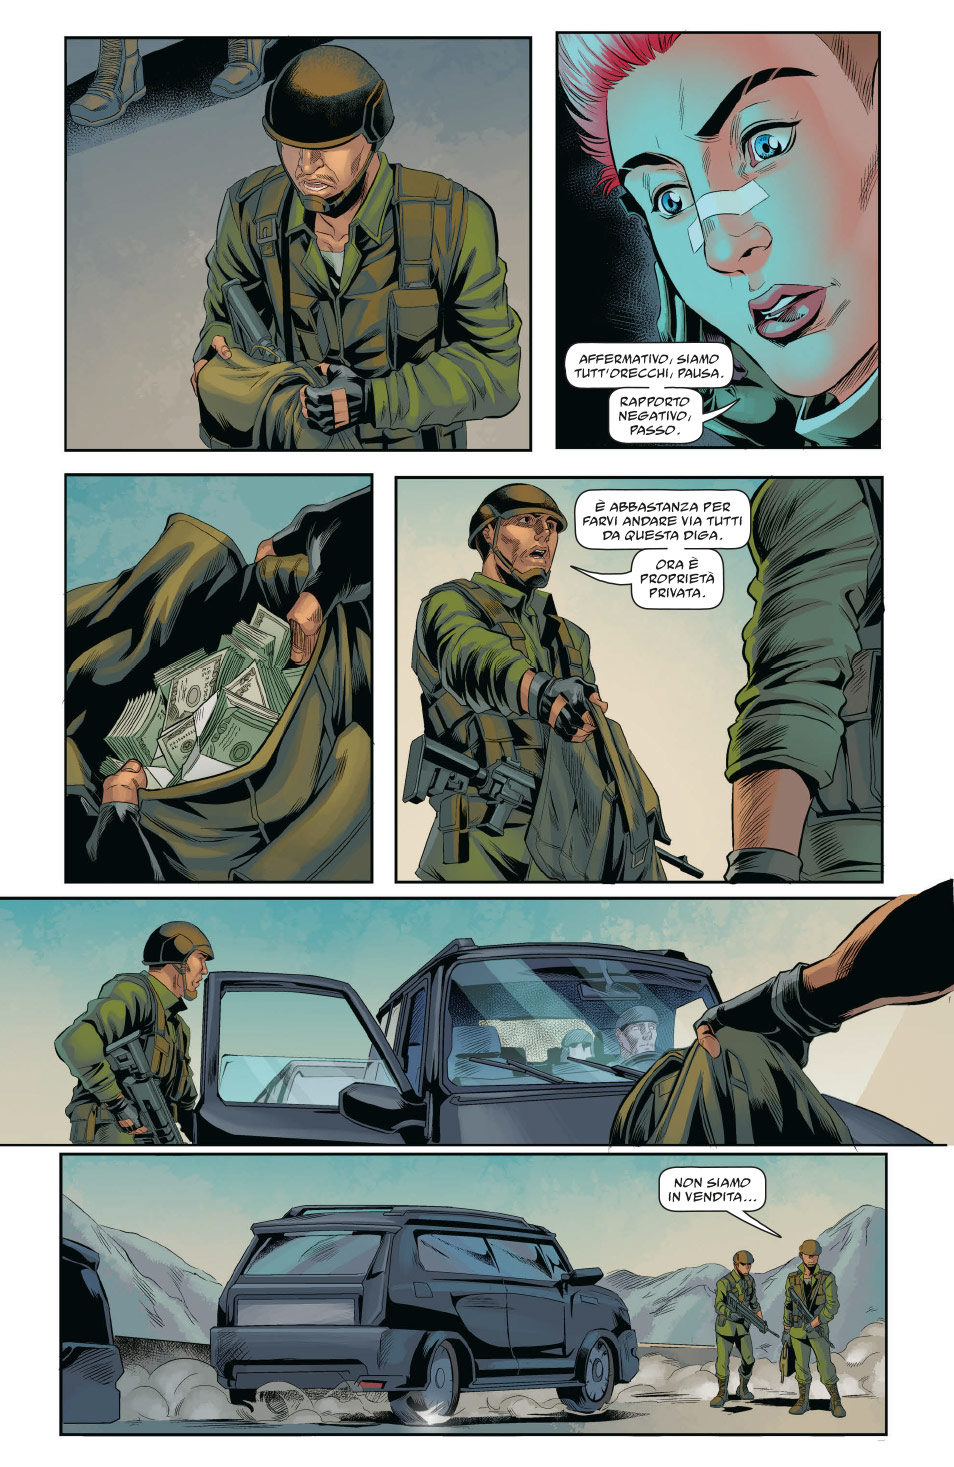 AFFERMATIVO, SIAMO
TUTT'ORECCHI, PAUSA.
RAPPORTO
NEGATIVO,
PASSO.
È ABBASTANZA PER
FARVI ANDARE VIA TUTTI
DA QUESTA DIGA.
ORA È
PROPRIETÀ
PRIVATA.
NON SIAMO
IN VENDITA...